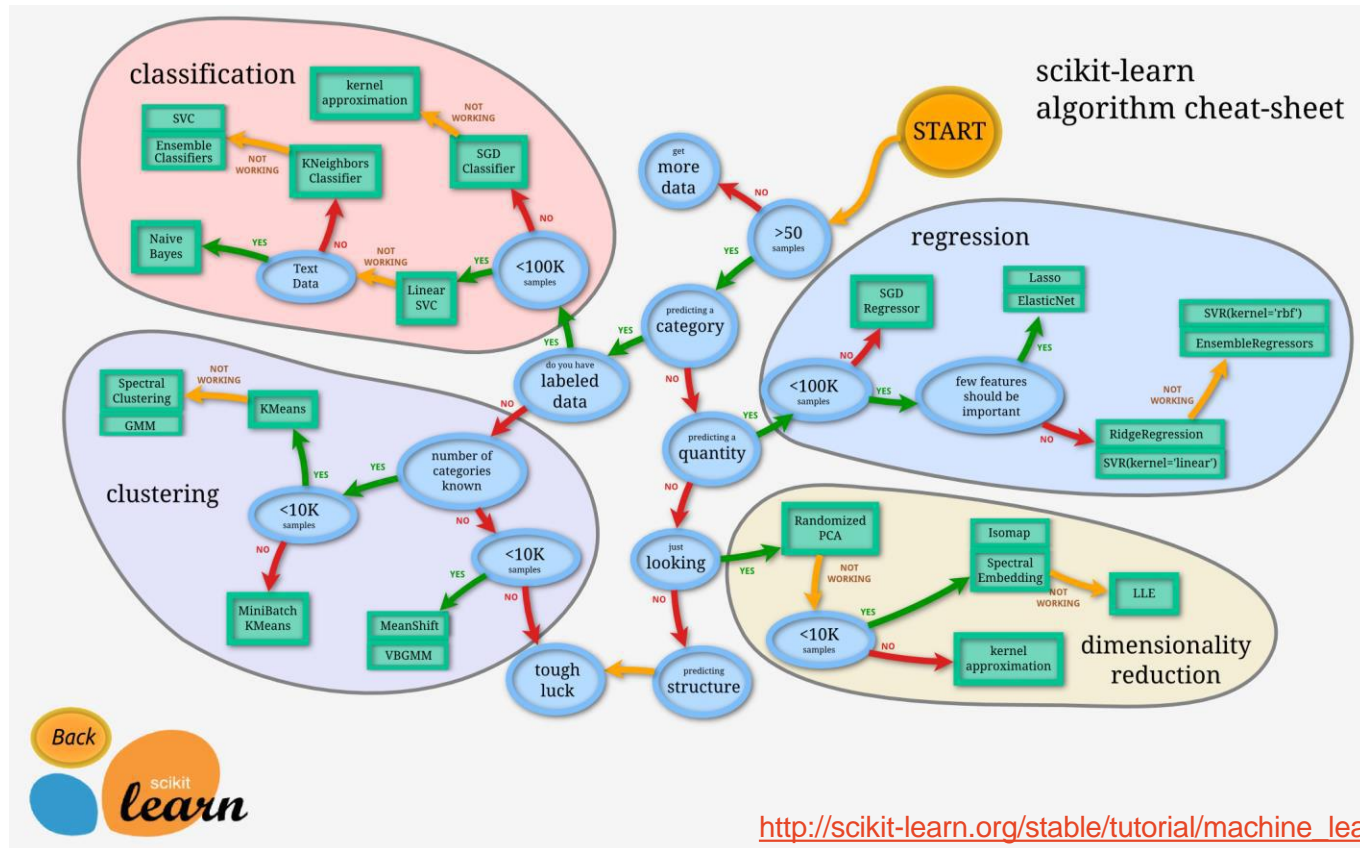 scikit-learn
algorithm cheat-sheet
START
classification
kernel
approximation
NOT
WORKING
SVC
Ensemble
Classifiers
NOT
WORKING
KNeighbors
Classifier
SGD
Classifier
NO
NO
Naive
Bayes
YES
Text
Data
NOT
WORKING
Linear
SVC
YES
<100K
samples
get
more
data
NO
>50
samples
YES
predicting a
category
YES
NO
do you have
labeled
data
YES
NO
predicting a
quantity
YES
NO
just
looking
YES
NO
predicting
structure
tough
luck
regression
SGD
Regressor
NO
<100K
samples
YES
Lasso
ElasticNet
YES
few features
should be
important
NO
SVR(kernel='rbf')
EnsembleRegressors
NOT
WORKING
RidgeRegression
SVR(kernel='linear')
clustering
Spectral
Clustering
GMM
NOT
WORKING
KMeans
YES
<10K
samples
YES
number of
categories
known
NO
NO
MiniBatch
KMeans
<10K
samples
YES
NO
MeanShift
VBGMM
Randomized
PCA
NOT
WORKING
<10K
samples
YES
NO
Isomap
Spectral
Embedding
NOT
WORKING
LLE
kernel
approximation
dimensionality
reduction
Back
scikit
learn
http://scikit-learn.org/stable/tutorial/machine_lea